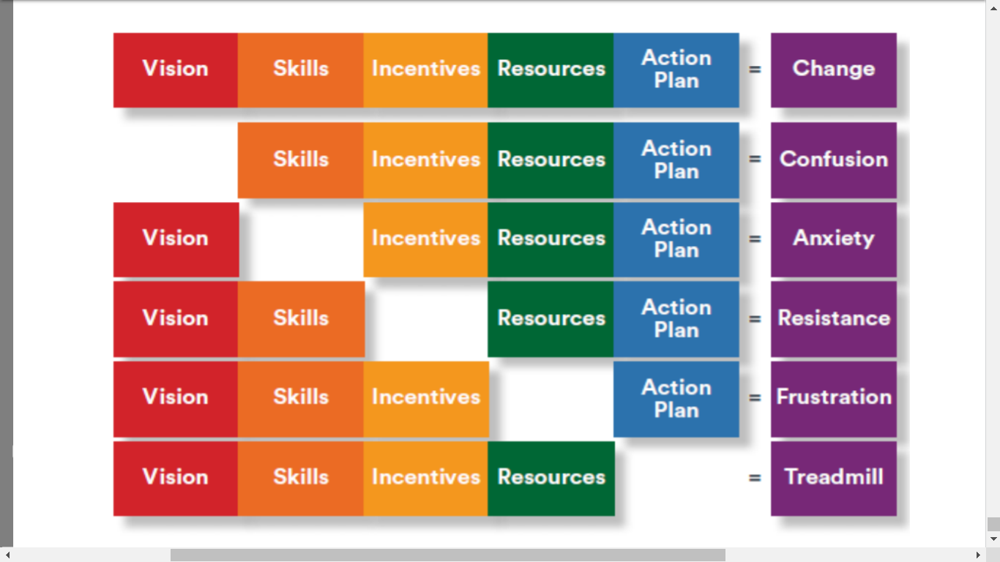 Vision Skills Incentives Resources Action Plan = Change
Skills Incentives Resources Action Plan = Confusion
Vision Incentives Resources Action Plan = Anxiety
Vision Skills Resources Action Plan = Resistance
Vision Skills Incentives Action Plan = Frustration
Vision Skills Incentives Resources = Treadmill